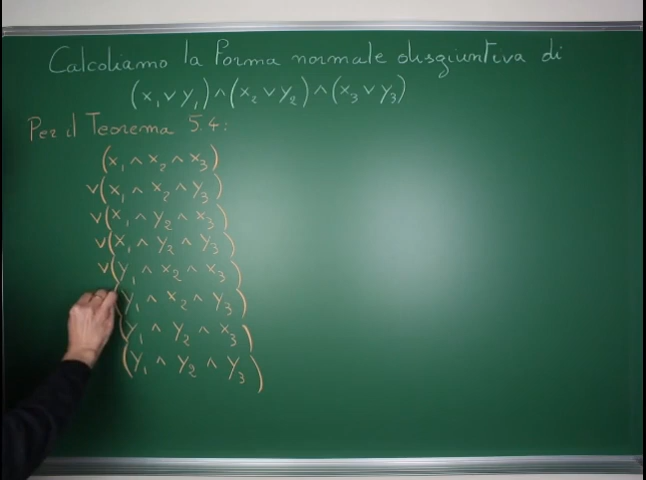 Calcoliamo la forma normale disgiuntiva di
(x₁ ∨ y₁) ∧ (x₂ ∨ y₂) ∧ (x₃ ∨ y₃)
Per il Teorema 5.4:
(x₁ ∧ x₂ ∧ x₃)
∨(x₁ ∧ x₂ ∧ y₃)
∨(x₁ ∧ y₂ ∧ x₃)
∨(x₁ ∧ y₂ ∧ y₃)
∨(y₁ ∧ x₂ ∧ x₃)
(y₁ ∧ x₂ ∧ y₃)
(y₁ ∧ y₂ ∧ x₃)
(y₁ ∧ y₂ ∧ y₃)